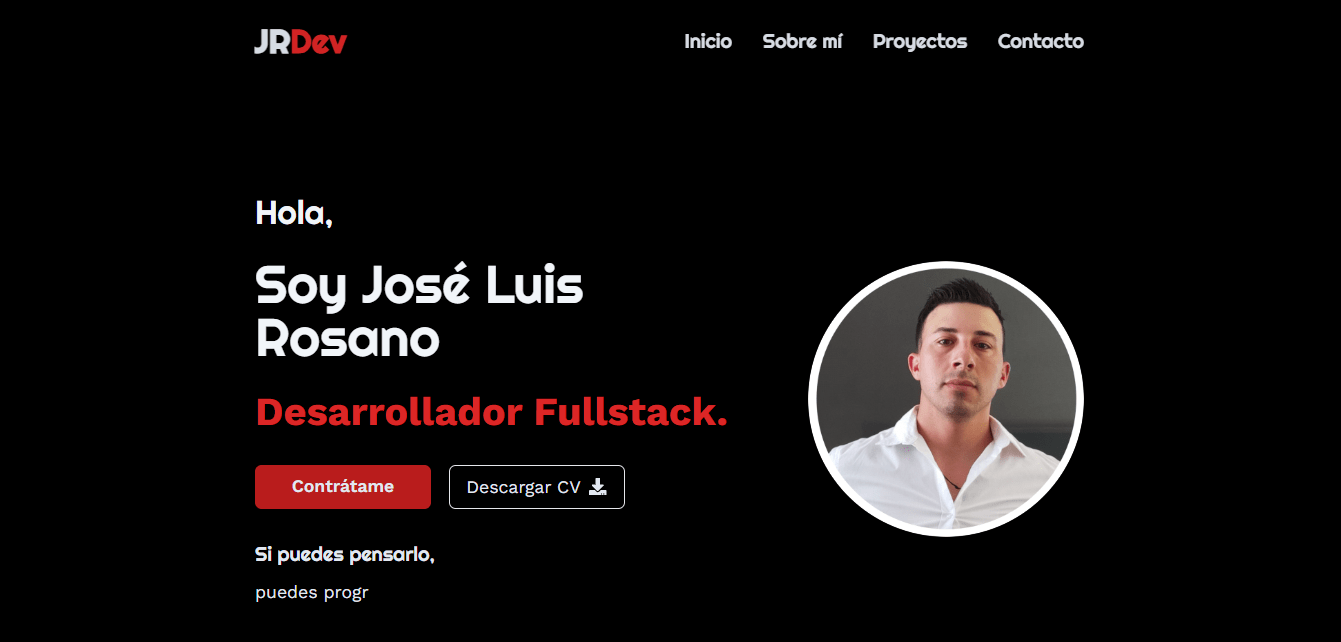 JRDev
Inicio Sobre mí Proyectos Contacto
Hola,
Soy José Luis
Rosano
Desarrollador Fullstack.
Contrátame
Descargar CV
Si puedes pensarlo,
puedes progr